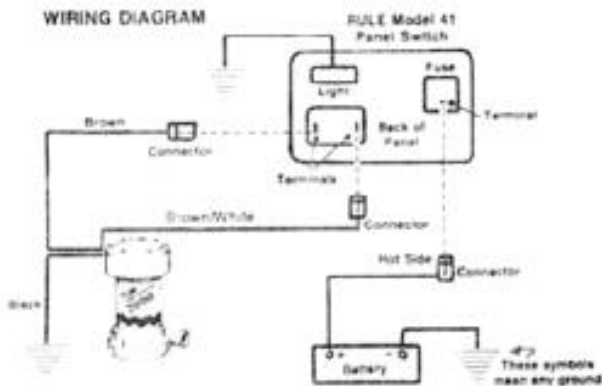 WIRING DIAGRAM
RULE Model 41
Panel Switch
Fuse
Light
Terminal
Brown
Connector
Back of
Panel
Terminals
Brown/White
Connector
Hot Side
Connector
Black
+ -
Battery
These symbols
mean any ground